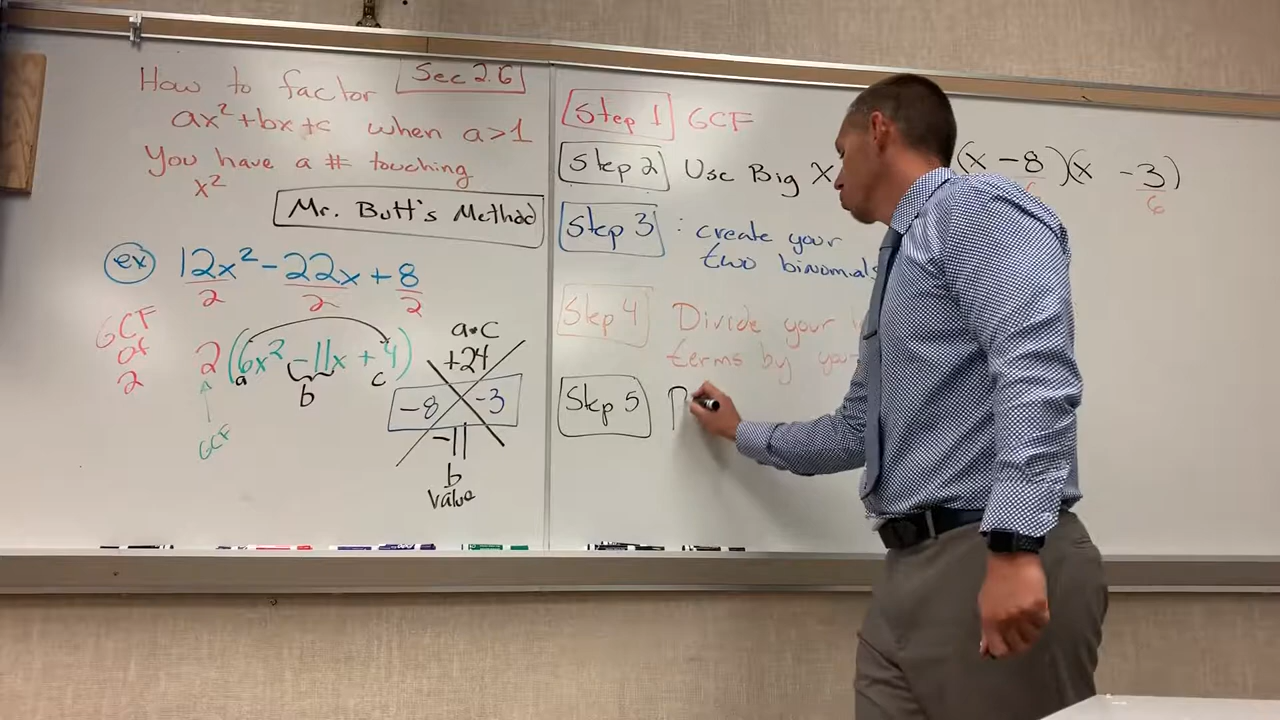 How to factor
Sec 2.6
ax²+bx+c when a>1
You have a # touching
x²
Mr. Butt's Method
ex 12x² - 22x + 8
2 2 2
GCF
of
2
2(6x² - 11x + 4)
a b c
GCF
a•c
+24
-8 -3
-11
b
value
Step 1 GCF
Step 2 Use Big X
(x - 8)(x - 3)
6
Step 3 : create your
two binomials
Step 4 Divide your
terms by you
Step 5